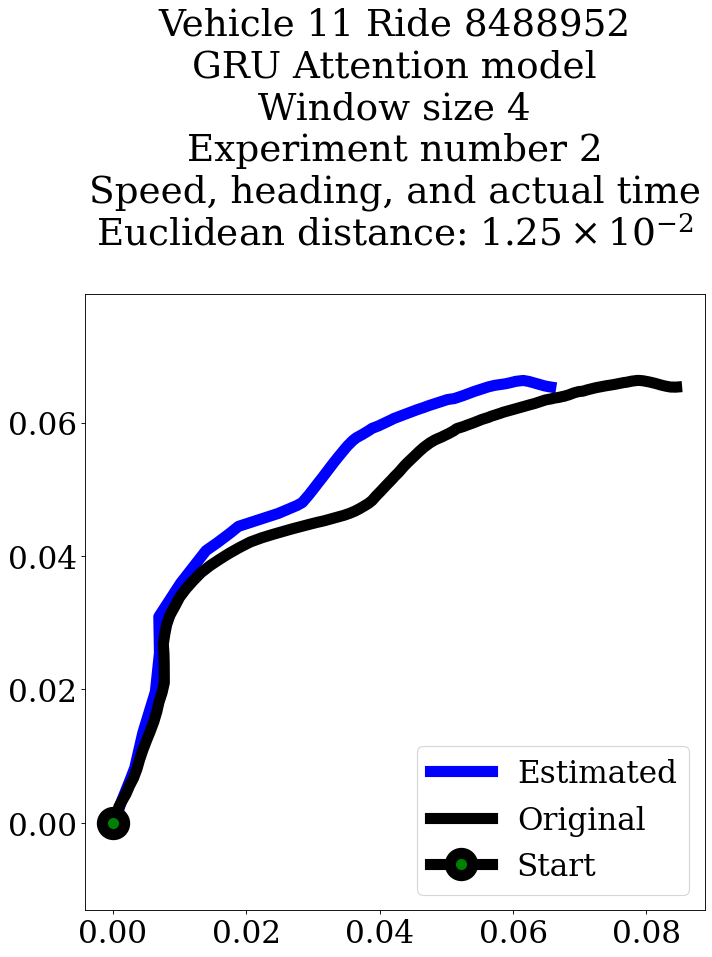 Vehicle 11 Ride 8488952
GRU Attention model
Window size 4
Experiment number 2
Speed, heading, and actual time
Euclidean distance: 1.25 × 10⁻²
0.06
0.04
0.02
0.00
Estimated
Original
Start
0.00 0.02 0.04 0.06 0.08